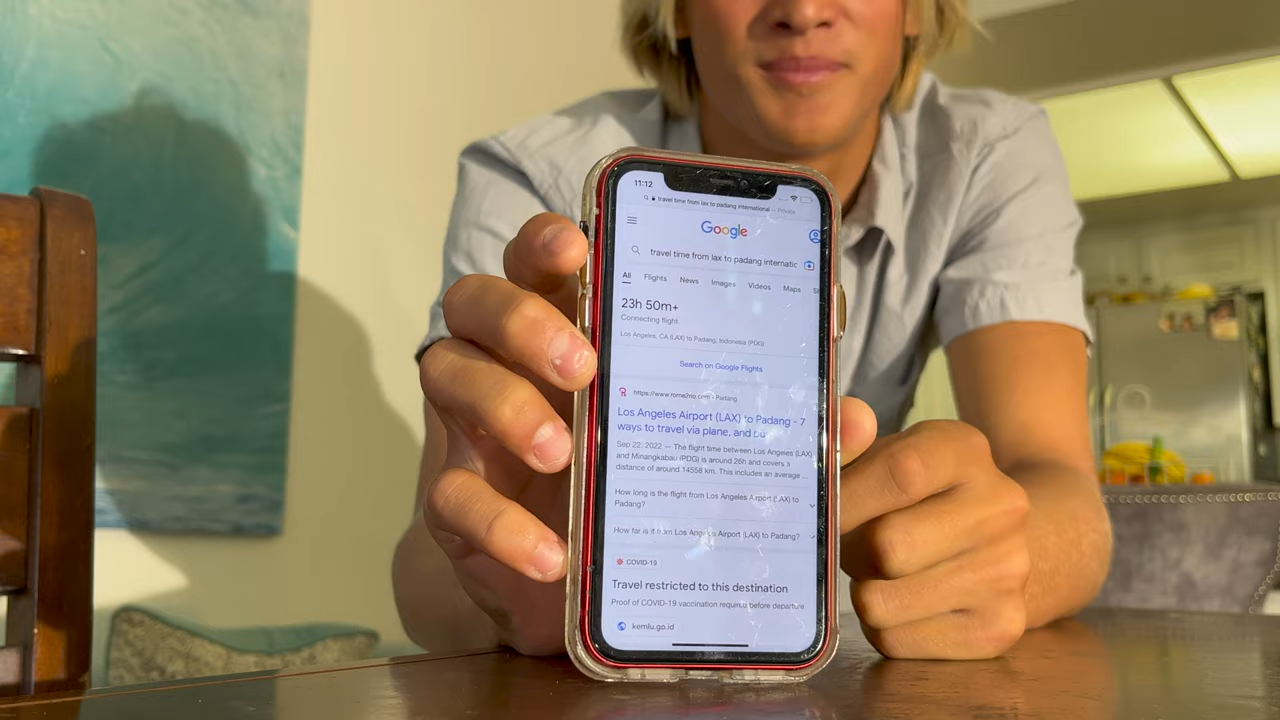 11:12
travel time from lax to padang international — Private
Google
travel time from lax to padang internatic
All Flights News Images Videos Maps S
23h 50m+
Connecting flight
Los Angeles, CA (LAX) to Padang, Indonesia (PDG)
Search on Google Flights
https://www.rome2rio.com › Padang
Los Angeles Airport (LAX) to Padang - 7
ways to travel via plane, and bu
Sep 22, 2022 — The flight time between Los Angeles (LAX)
and Minangkabau (PDG) is around 26h and covers a
distance of around 14558 km. This includes an average ...
How long is the flight from Los Angeles Airport (LAX) to
Padang?
How far is it from Los Angeles Airport (LAX) to Padang?
COVID-19
Travel restricted to this destination
Proof of COVID-19 vaccination required before departure
kemlu.go.id